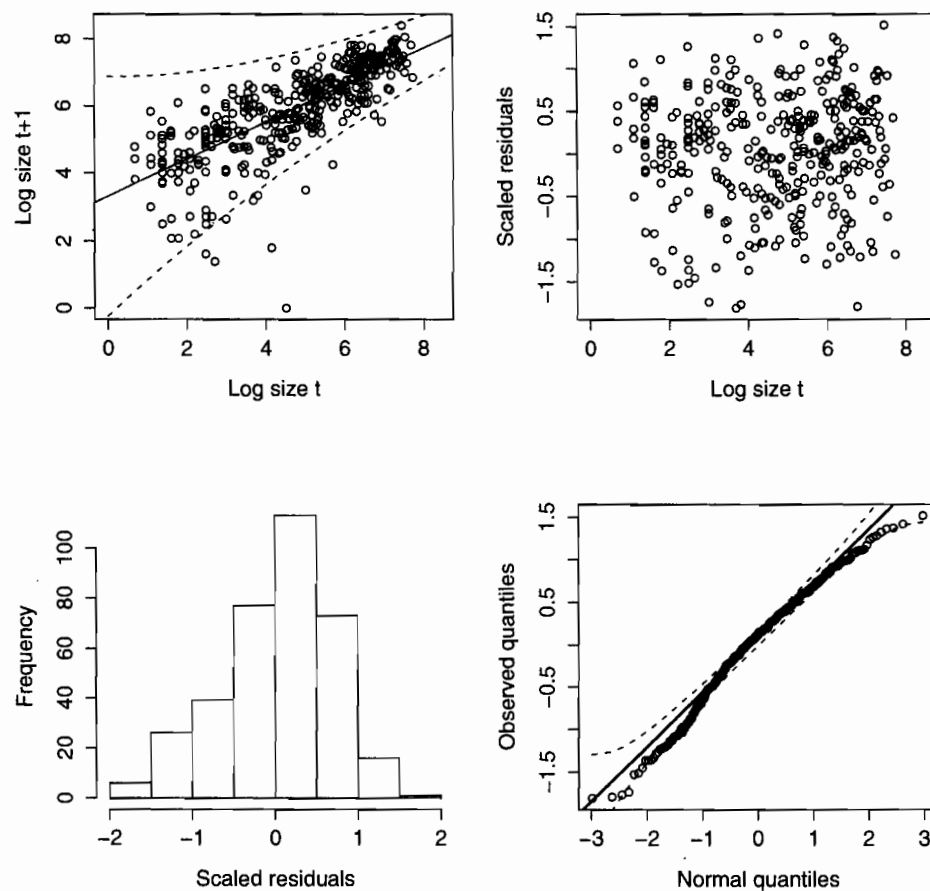 8
6
4
2
0
Log size t+1
0 2 4 6 8
Log size t
1.5
0.5
−0.5
−1.5
Scaled residuals
0 2 4 6 8
Log size t
100
80
60
40
20
0
Frequency
−2 −1 0 1 2
Scaled residuals
1.5
0.5
−0.5
−1.5
Observed quantiles
−3 −2 −1 0 1 2 3
Normal quantiles